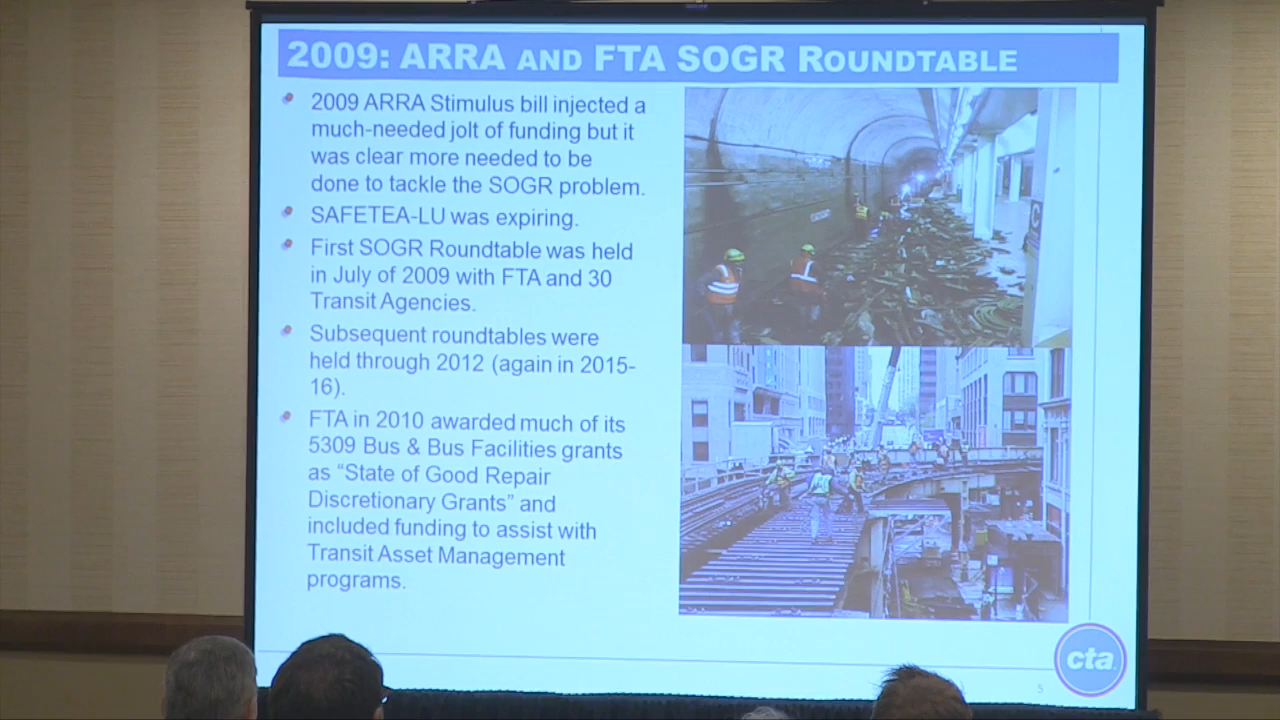 2009: ARRA AND FTA SOGR ROUNDTABLE
2009 ARRA Stimulus bill injected a
much-needed jolt of funding but it
was clear more needed to be
done to tackle the SOGR problem.
SAFETEA-LU was expiring.
First SOGR Roundtable was held
in July of 2009 with FTA and 30
Transit Agencies.
Subsequent roundtables were
held through 2012 (again in 2015-
16).
FTA in 2010 awarded much of its
5309 Bus & Bus Facilities grants
as “State of Good Repair
Discretionary Grants” and
included funding to assist with
Transit Asset Management
programs.
cta
5